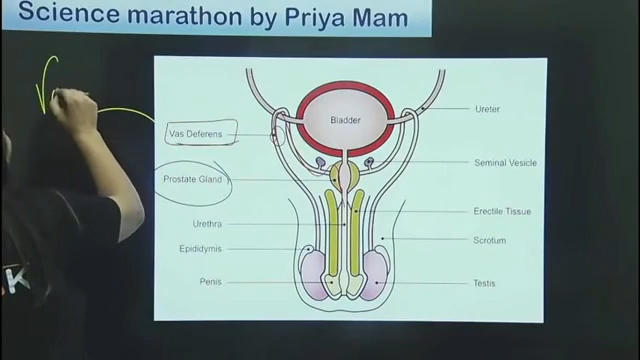 Science marathon by Priya Mam
Bladder
Ureter
Vas Deferens
Seminal Vesicle
Prostate Gland
Erectile Tissue
Urethra
Scrotum
Epididymis
Penis
Testis